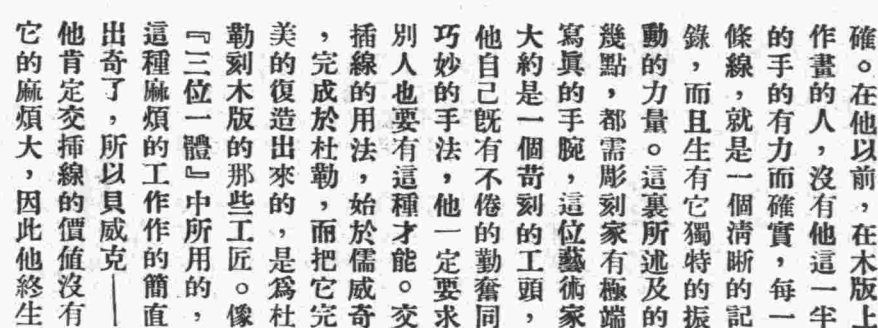 確。在他以前，在木版上
作畫的人，沒有他這一半
的手的有力而確實，每一
條線，就是一個淸晰的記
錄，而且生有它獨特的振
動的力量。這裏所述及的
幾點，都需彫刻家有極端
寫眞的手腕，這位藝術家
大約是一個苛刻的工頭，
他自己旣有不倦的勤奮同
巧妙的手法，他一定要求
別人也要有這種才能。交
揷線的用法，始於儒威奇
，完成於杜勒，而把它完
美的復造出來的，是爲杜
勒刻木版的那些工匠。像
『三位一體』中所用的，
這種麻煩的工作作的簡直
出奇了，所以貝威克——
他肯定交揷線的價値沒有
它的麻煩大，因此他終生